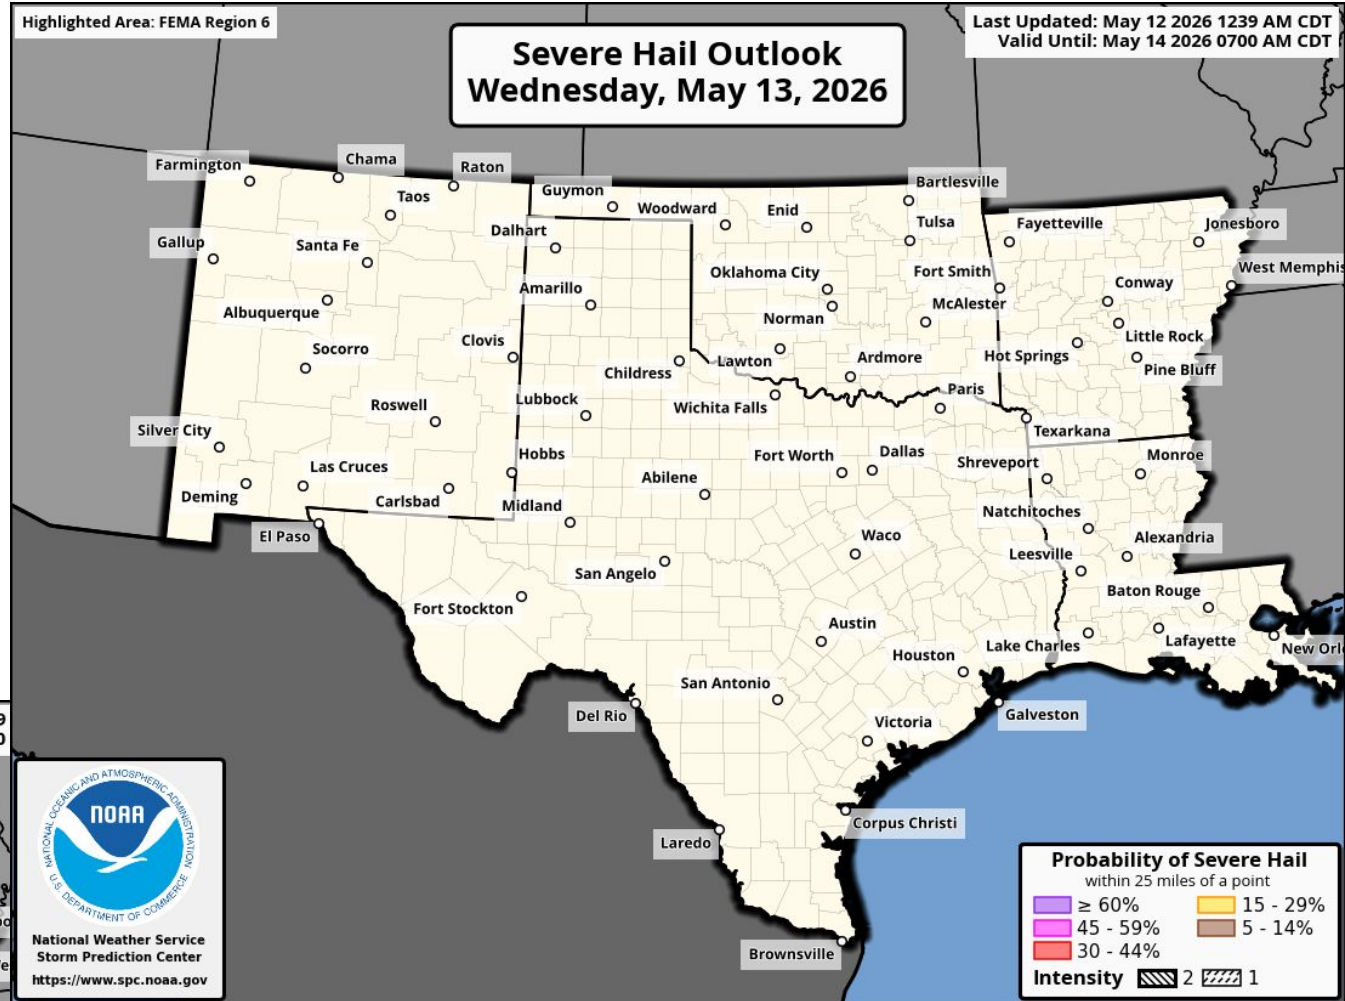 Highlighted Area: FEMA Region 6
Last Updated: May 12 2026 1239 AM CDT
Valid Until: May 14 2026 0700 AM CDT
Severe Hail Outlook
Wednesday, May 13, 2026
Farmington
Chama
Raton
Taos
Guymon
Woodward
Enid
Bartlesville
Tulsa
Fayetteville
Jonesboro
Gallup
Santa Fe
Dalhart
Oklahoma City
Fort Smith
West Memphis
Amarillo
Conway
Albuquerque
Norman
McAlester
Socorro
Clovis
Little Rock
Childress
Lawton
Ardmore
Hot Springs
Pine Bluff
Roswell
Lubbock
Wichita Falls
Paris
Silver City
Texarkana
Las Cruces
Hobbs
Abilene
Fort Worth
Dallas
Shreveport
Monroe
Deming
Carlsbad
Midland
Natchitoches
El Paso
Waco
Alexandria
San Angelo
Leesville
Fort Stockton
Baton Rouge
Austin
Houston
Lake Charles
Lafayette
New Orl
San Antonio
Del Rio
Victoria
Galveston
Corpus Christi
Laredo
Brownsville
NATIONAL OCEANIC AND ATMOSPHERIC ADMINISTRATION
NOAA
U.S. DEPARTMENT OF COMMERCE
National Weather Service
Storm Prediction Center
https://www.spc.noaa.gov
Probability of Severe Hail
within 25 miles of a point
≥ 60%
15 - 29%
45 - 59%
5 - 14%
30 - 44%
Intensity 2 1